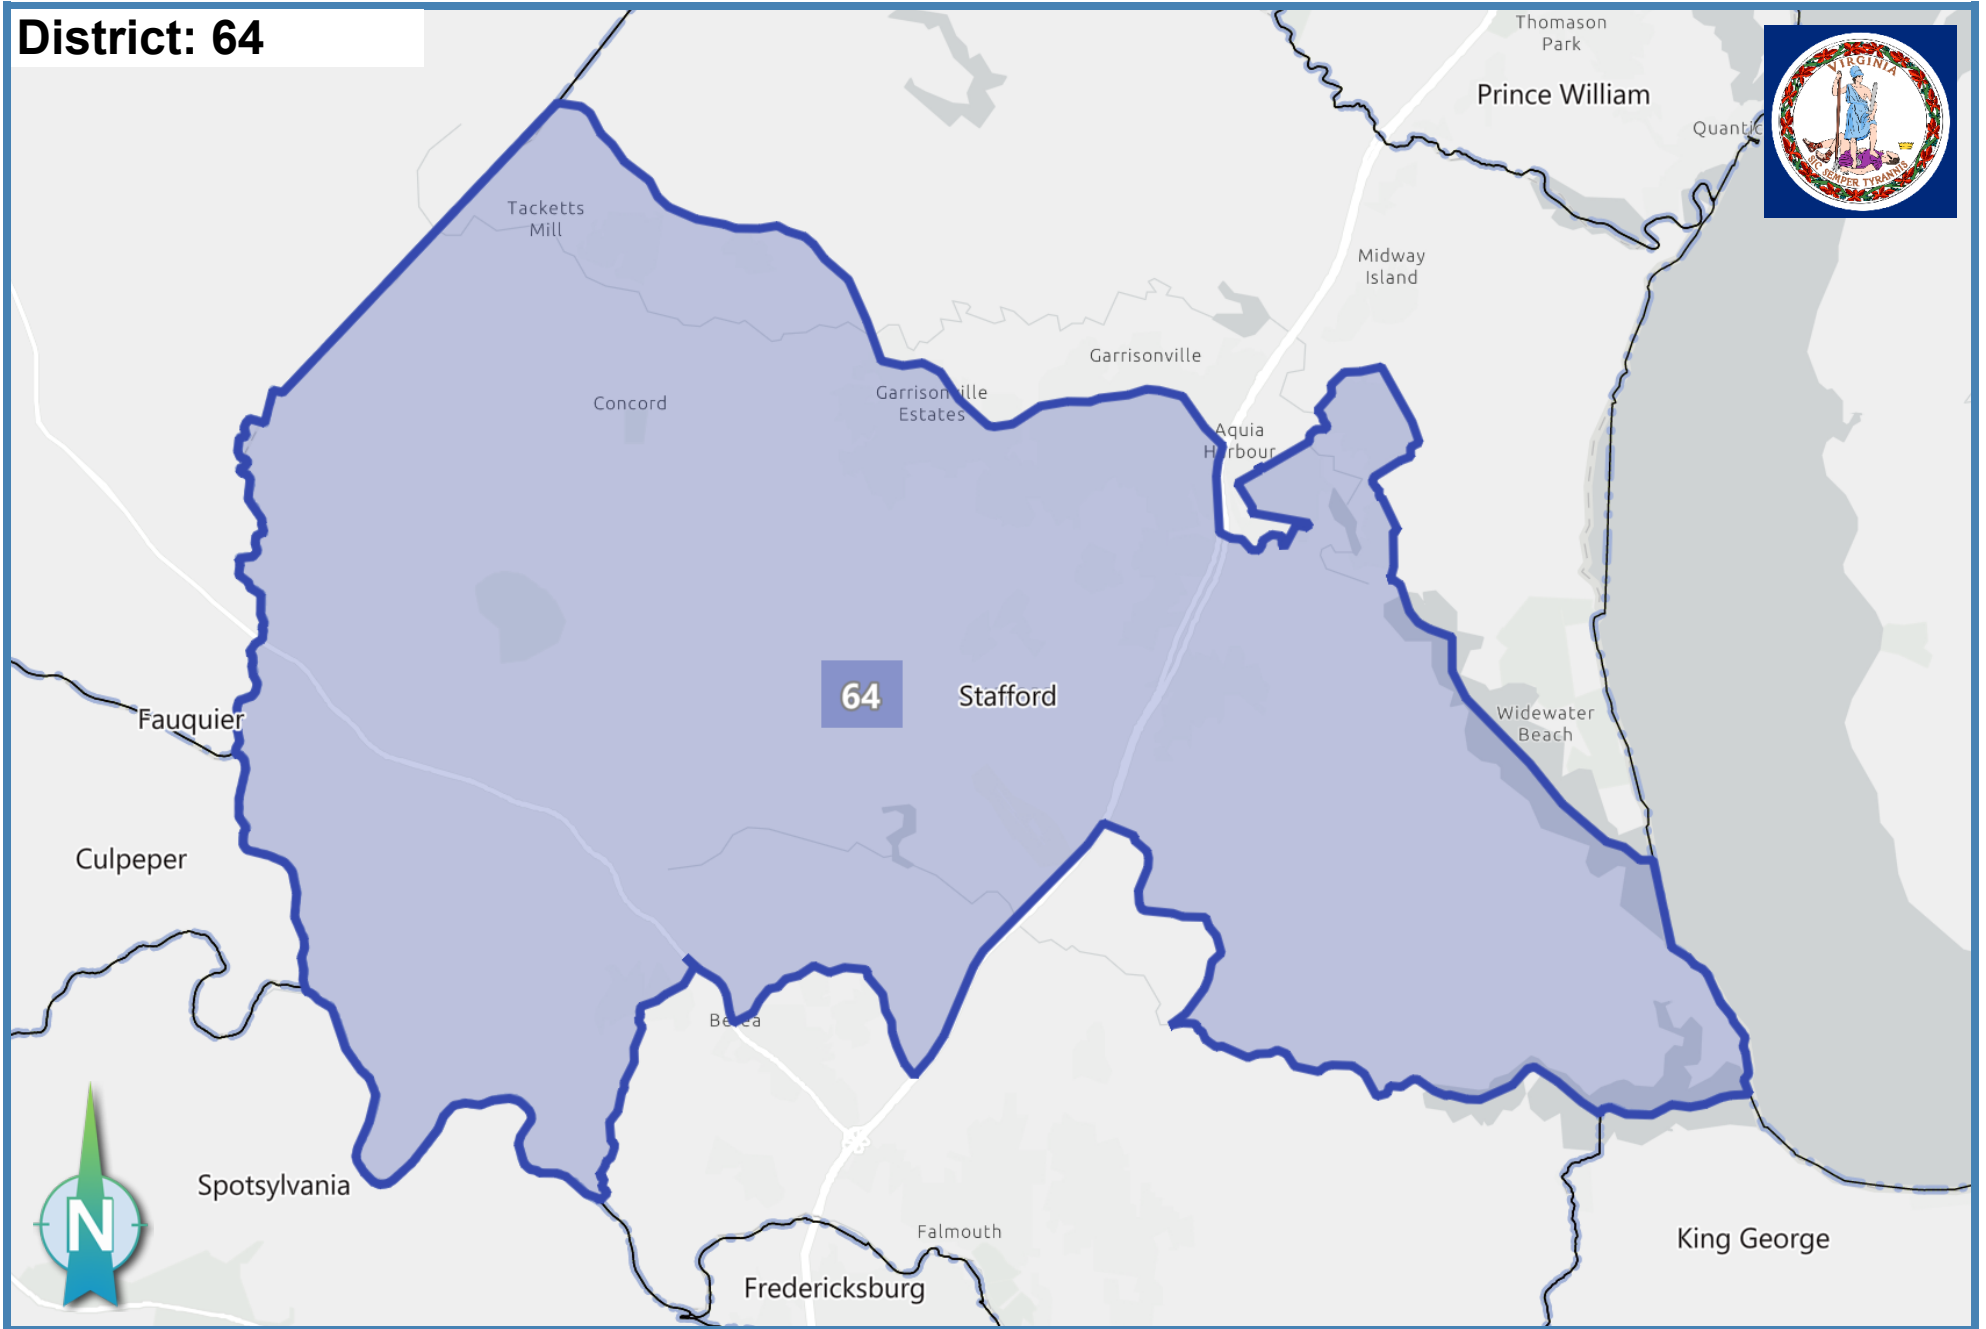 District: 64
Thomason
Park
Prince William
Quantic
VIRGINIA
SIC SEMPER TYRANNIS
Tacketts
Mill
Midway
Island
Garrisonville
Garrisonville
Estates
Concord
Aquia
Harbour
64
Stafford
Fauquier
Widewater
Beach
Culpeper
Berea
Spotsylvania
N
Falmouth
King George
Fredericksburg